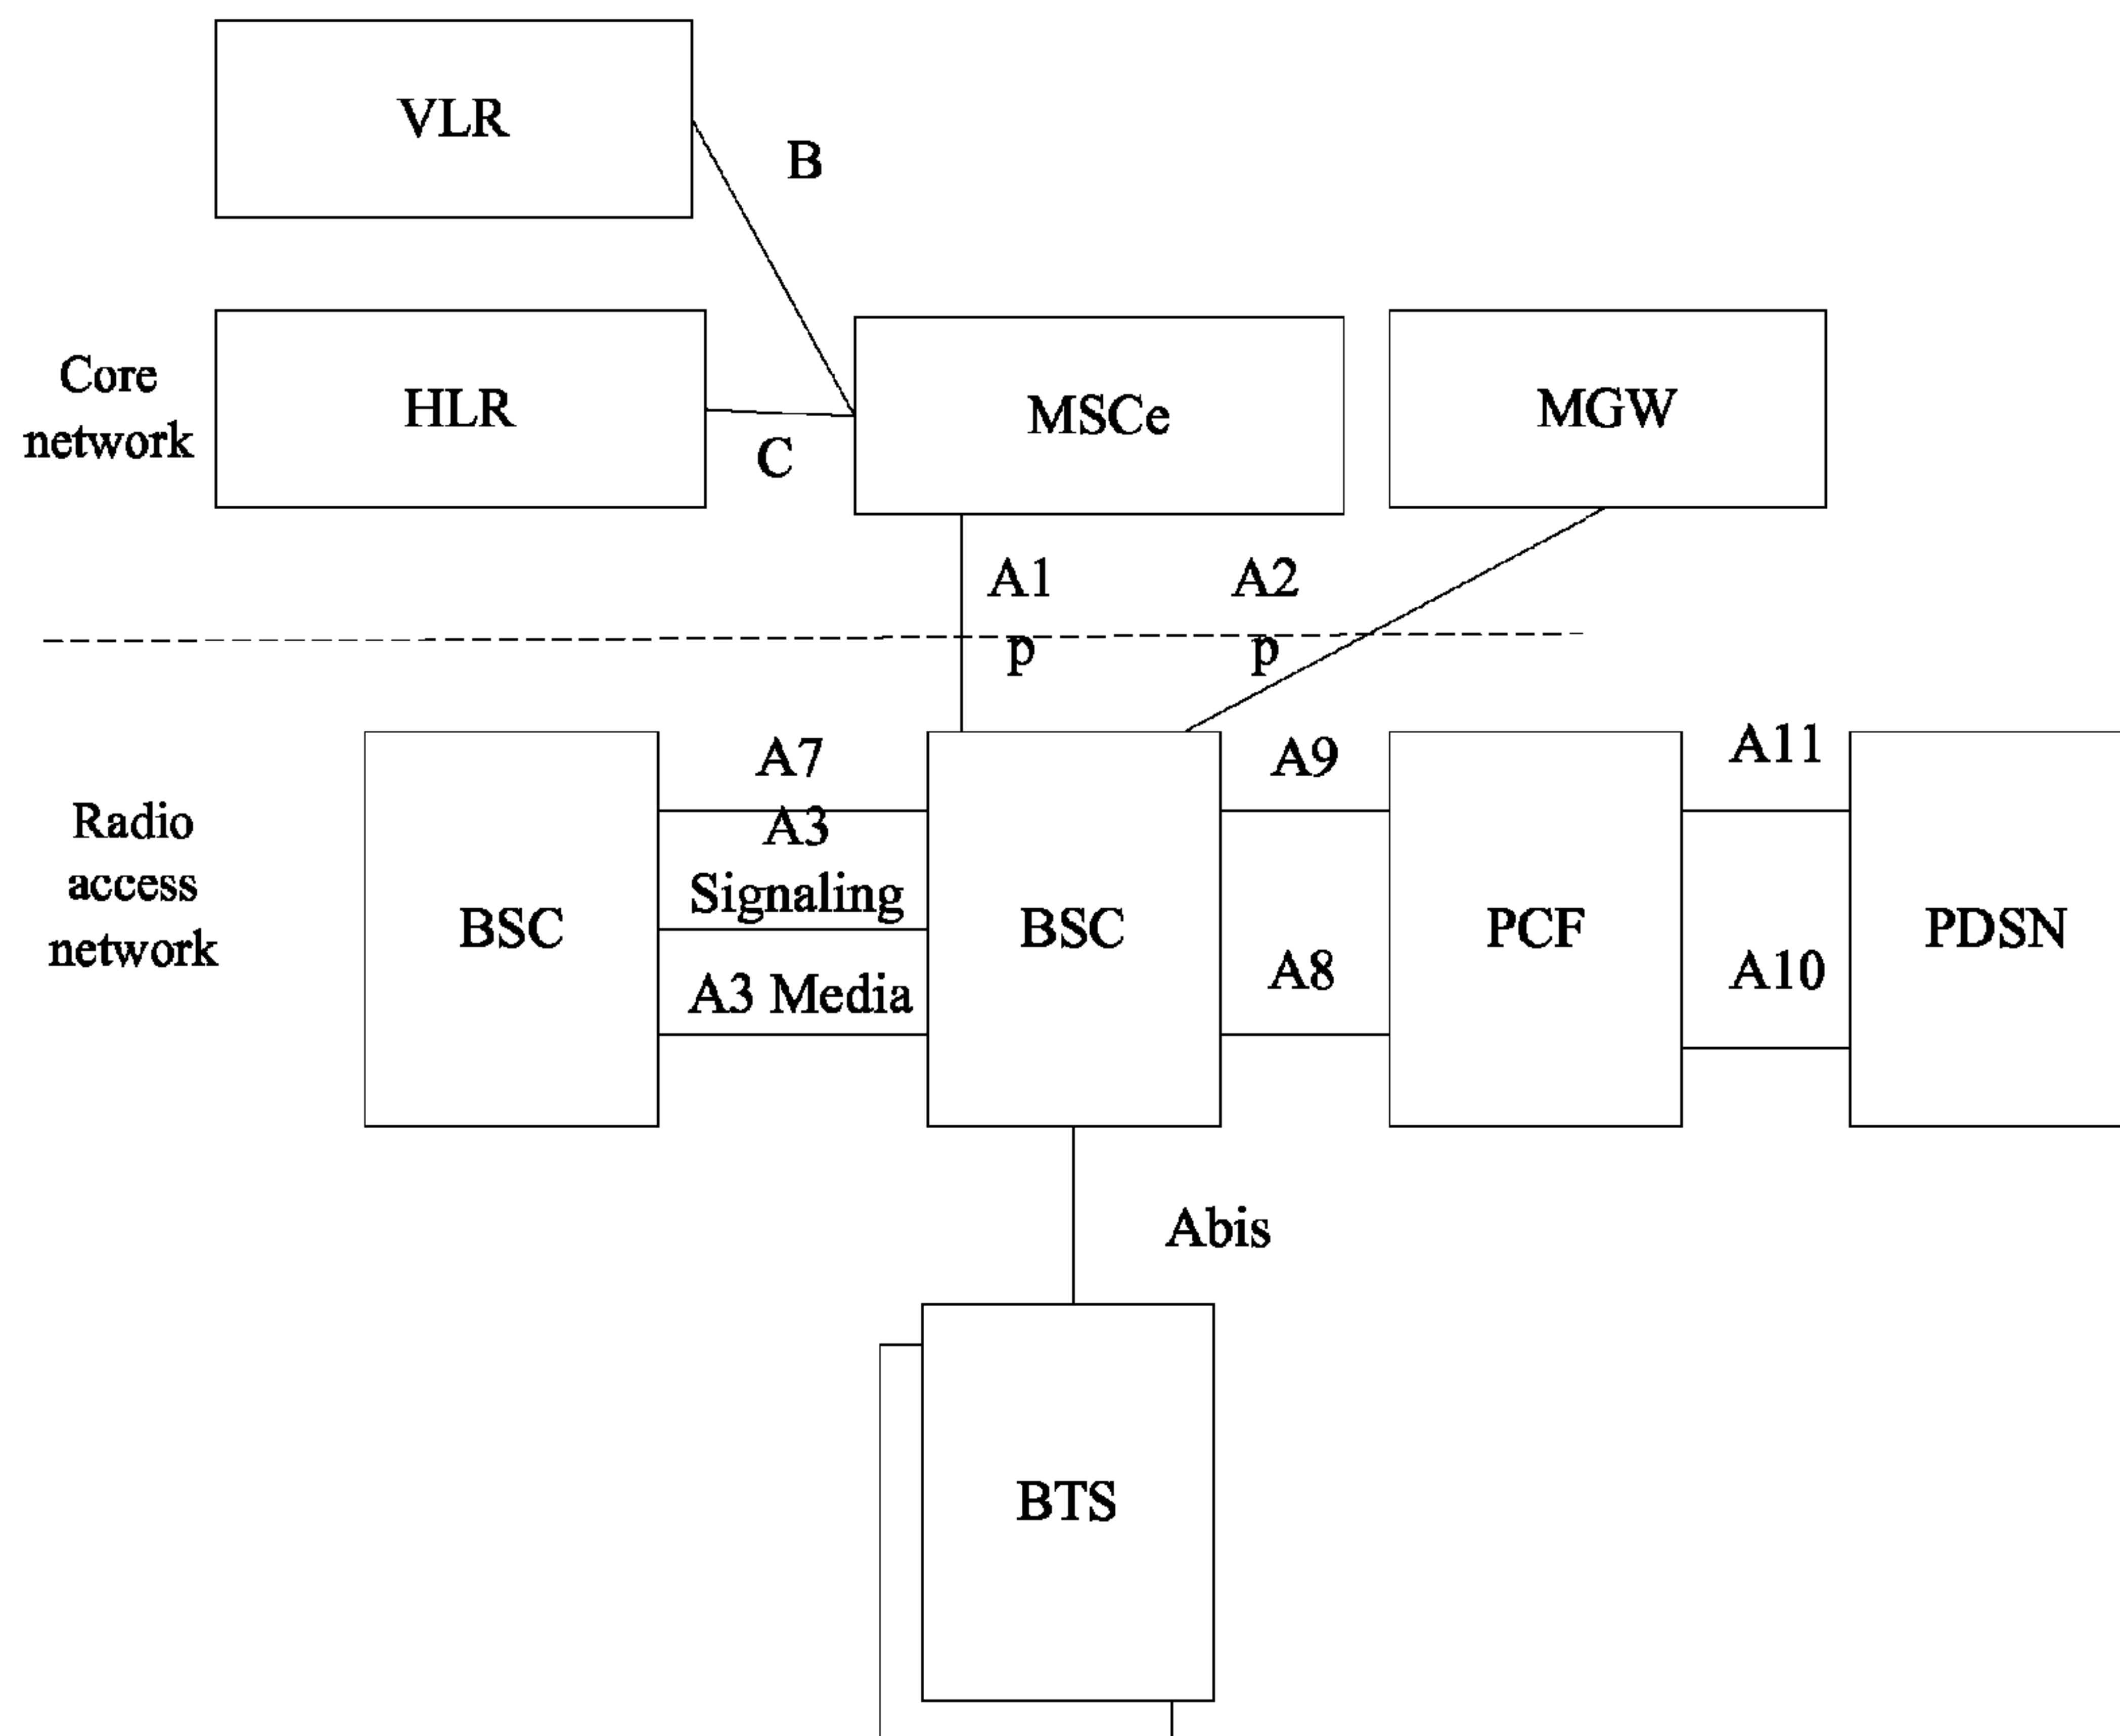 VLR
B
Core
network
HLR
C
MSCe
MGW
A1
p
A2
p
Radio
access
network
BSC
A7
A3
Signaling
A3 Media
BSC
A9
A8
PCF
A11
A10
PDSN
Abis
BTS